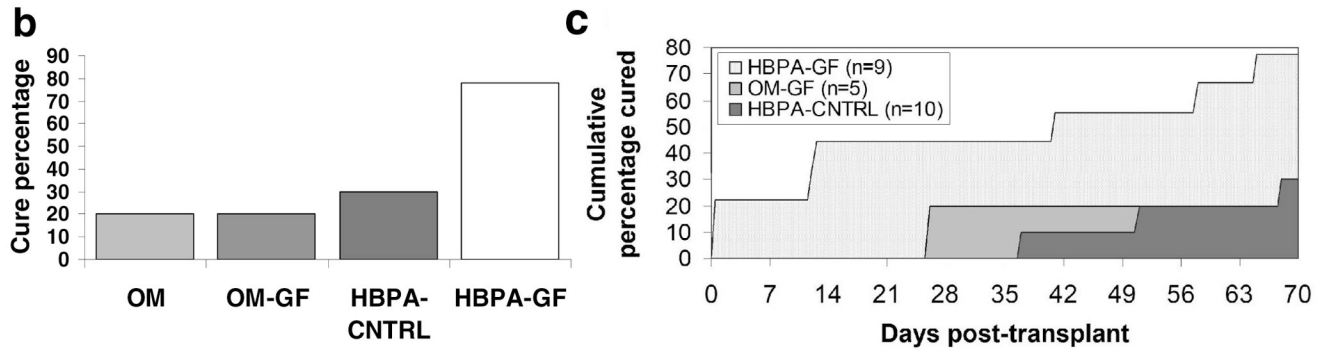 b
Cure percentage
90
80
70
60
50
40
30
20
10
0
OM
OM-GF
HBPA-
CNTRL
HBPA-GF
c
Cumulative
percentage cured
80
70
60
50
40
30
20
10
0
HBPA-GF (n=9)
OM-GF (n=5)
HBPA-CNTRL (n=10)
0 7 14 21 28 35 42 49 56 63 70
Days post-transplant